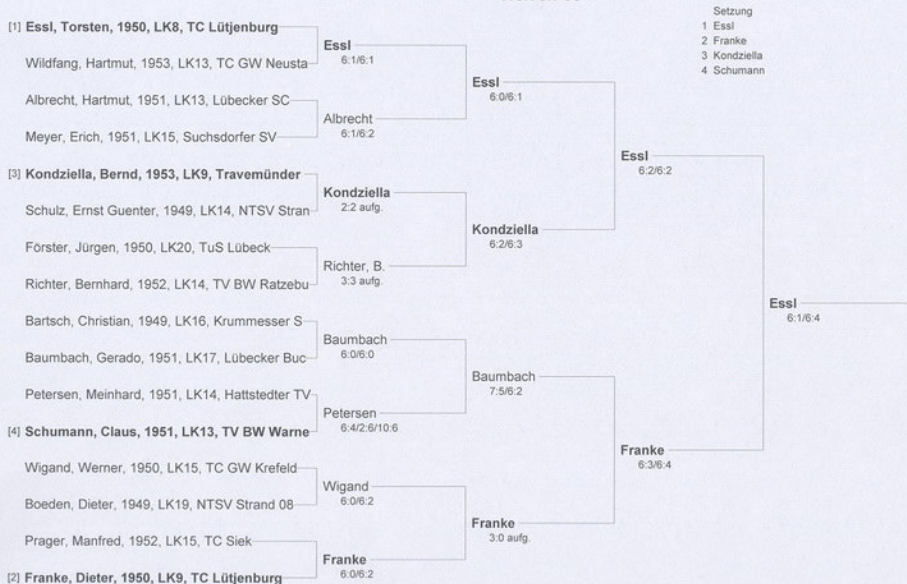 Setzung
1 Essl
2 Franke
3 Kondziella
4 Schumann
[1] Essl, Torsten, 1950, LK8, TC Lütjenburg
Wildfang, Hartmut, 1953, LK13, TC GW Neusta
Albrecht, Hartmut, 1951, LK13, Lübecker SC
Meyer, Erich, 1951, LK15, Suchsdorfer SV
[3] Kondziella, Bernd, 1953, LK9, Travemünder
Schulz, Ernst Guenter, 1949, LK14, NTSV Stran
Förster, Jürgen, 1950, LK20, TuS Lübeck
Richter, Bernhard, 1952, LK14, TV BW Ratzebu
Bartsch, Christian, 1949, LK16, Krummesser S
Baumbach, Gerado, 1951, LK17, Lübecker Buc
Petersen, Meinhard, 1951, LK14, Hattstedter TV
[4] Schumann, Claus, 1951, LK13, TV BW Warne
Wigand, Werner, 1950, LK15, TC GW Krefeld
Boeden, Dieter, 1949, LK19, NTSV Strand 08
Prager, Manfred, 1952, LK15, TC Siek
[2] Franke, Dieter, 1950, LK9, TC Lütjenburg
Essl
6:1/6:1
Albrecht
6:1/6:2
Kondziella
2:2 aufg.
Richter, B.
3:3 aufg.
Baumbach
6:0/6:0
Petersen
6:4/2:6/10:6
Wigand
6:0/6:2
Franke
6:0/6:2
Essl
6:0/6:1
Kondziella
6:2/6:3
Baumbach
7:5/6:2
Franke
3:0 aufg.
Essl
6:2/6:2
Franke
6:3/6:4
Essl
6:1/6:4